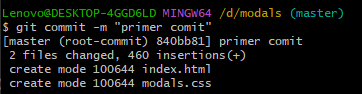 Lenovo@DESKTOP-4GGD6LD MINGW64 /d/modals (master)
$ git commit -m "primer comit"
[master (root-commit) 840bb81] primer comit
 2 files changed, 460 insertions(+)
 create mode 100644 index.html
 create mode 100644 modals.css